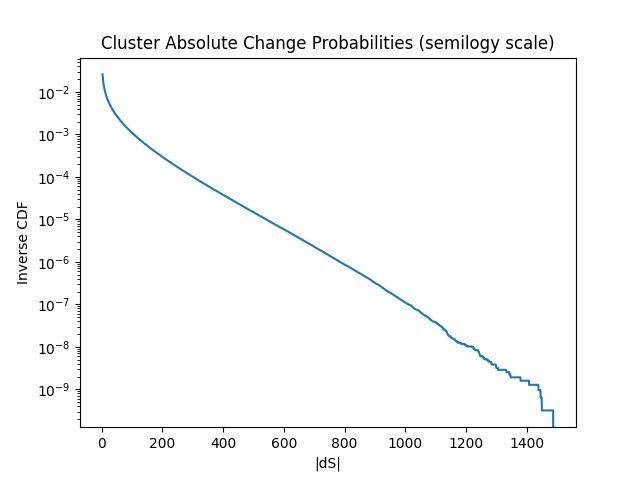 Cluster Absolute Change Probabilities (semilogy scale)
Inverse CDF
10⁻²
10⁻³
10⁻⁴
10⁻⁵
10⁻⁶
10⁻⁷
10⁻⁸
10⁻⁹
0 200 400 600 800 1000 1200 1400
|dS|